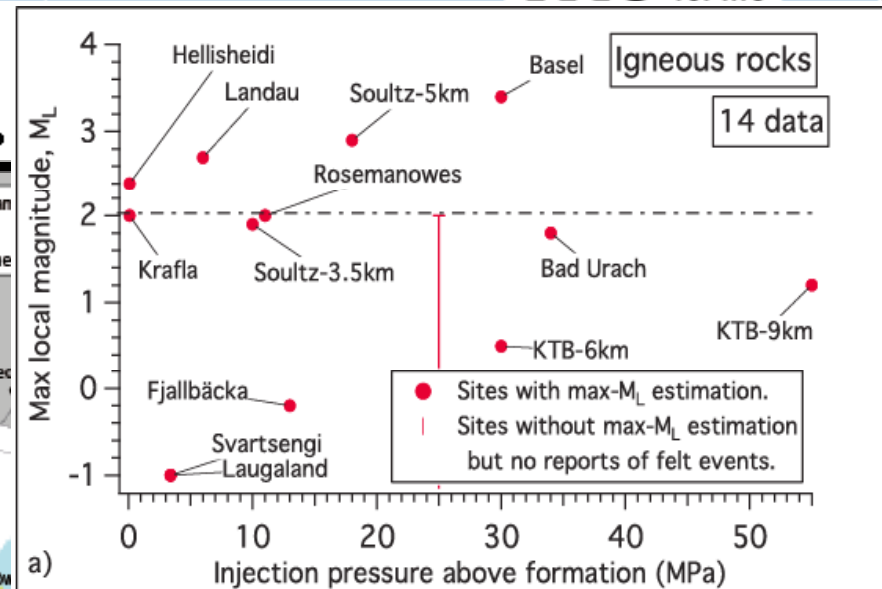 Hellisheidi
Basel
Igneous rocks
Landau
Soultz-5km
14 data
Rosemanowes
Krafla
Soultz-3.5km
Bad Urach
KTB-9km
KTB-6km
Fjallbäcka
Sites with max-ML estimation.
Sites without max-ML estimation
but no reports of felt events.
Svartsengi
Laugaland
Max local magnitude, ML
4
3
2
1
0
-1
0 10 20 30 40 50
a)
Injection pressure above formation (MPa)